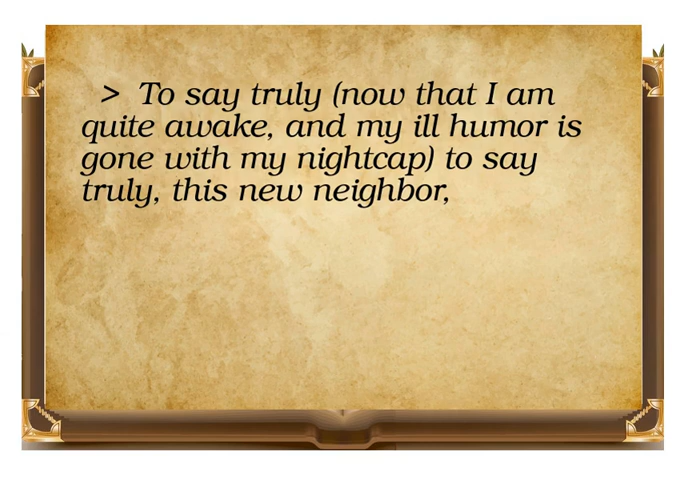 > To say truly (now that I am
quite awake, and my ill humor is
gone with my nightcap) to say
truly, this new neighbor,